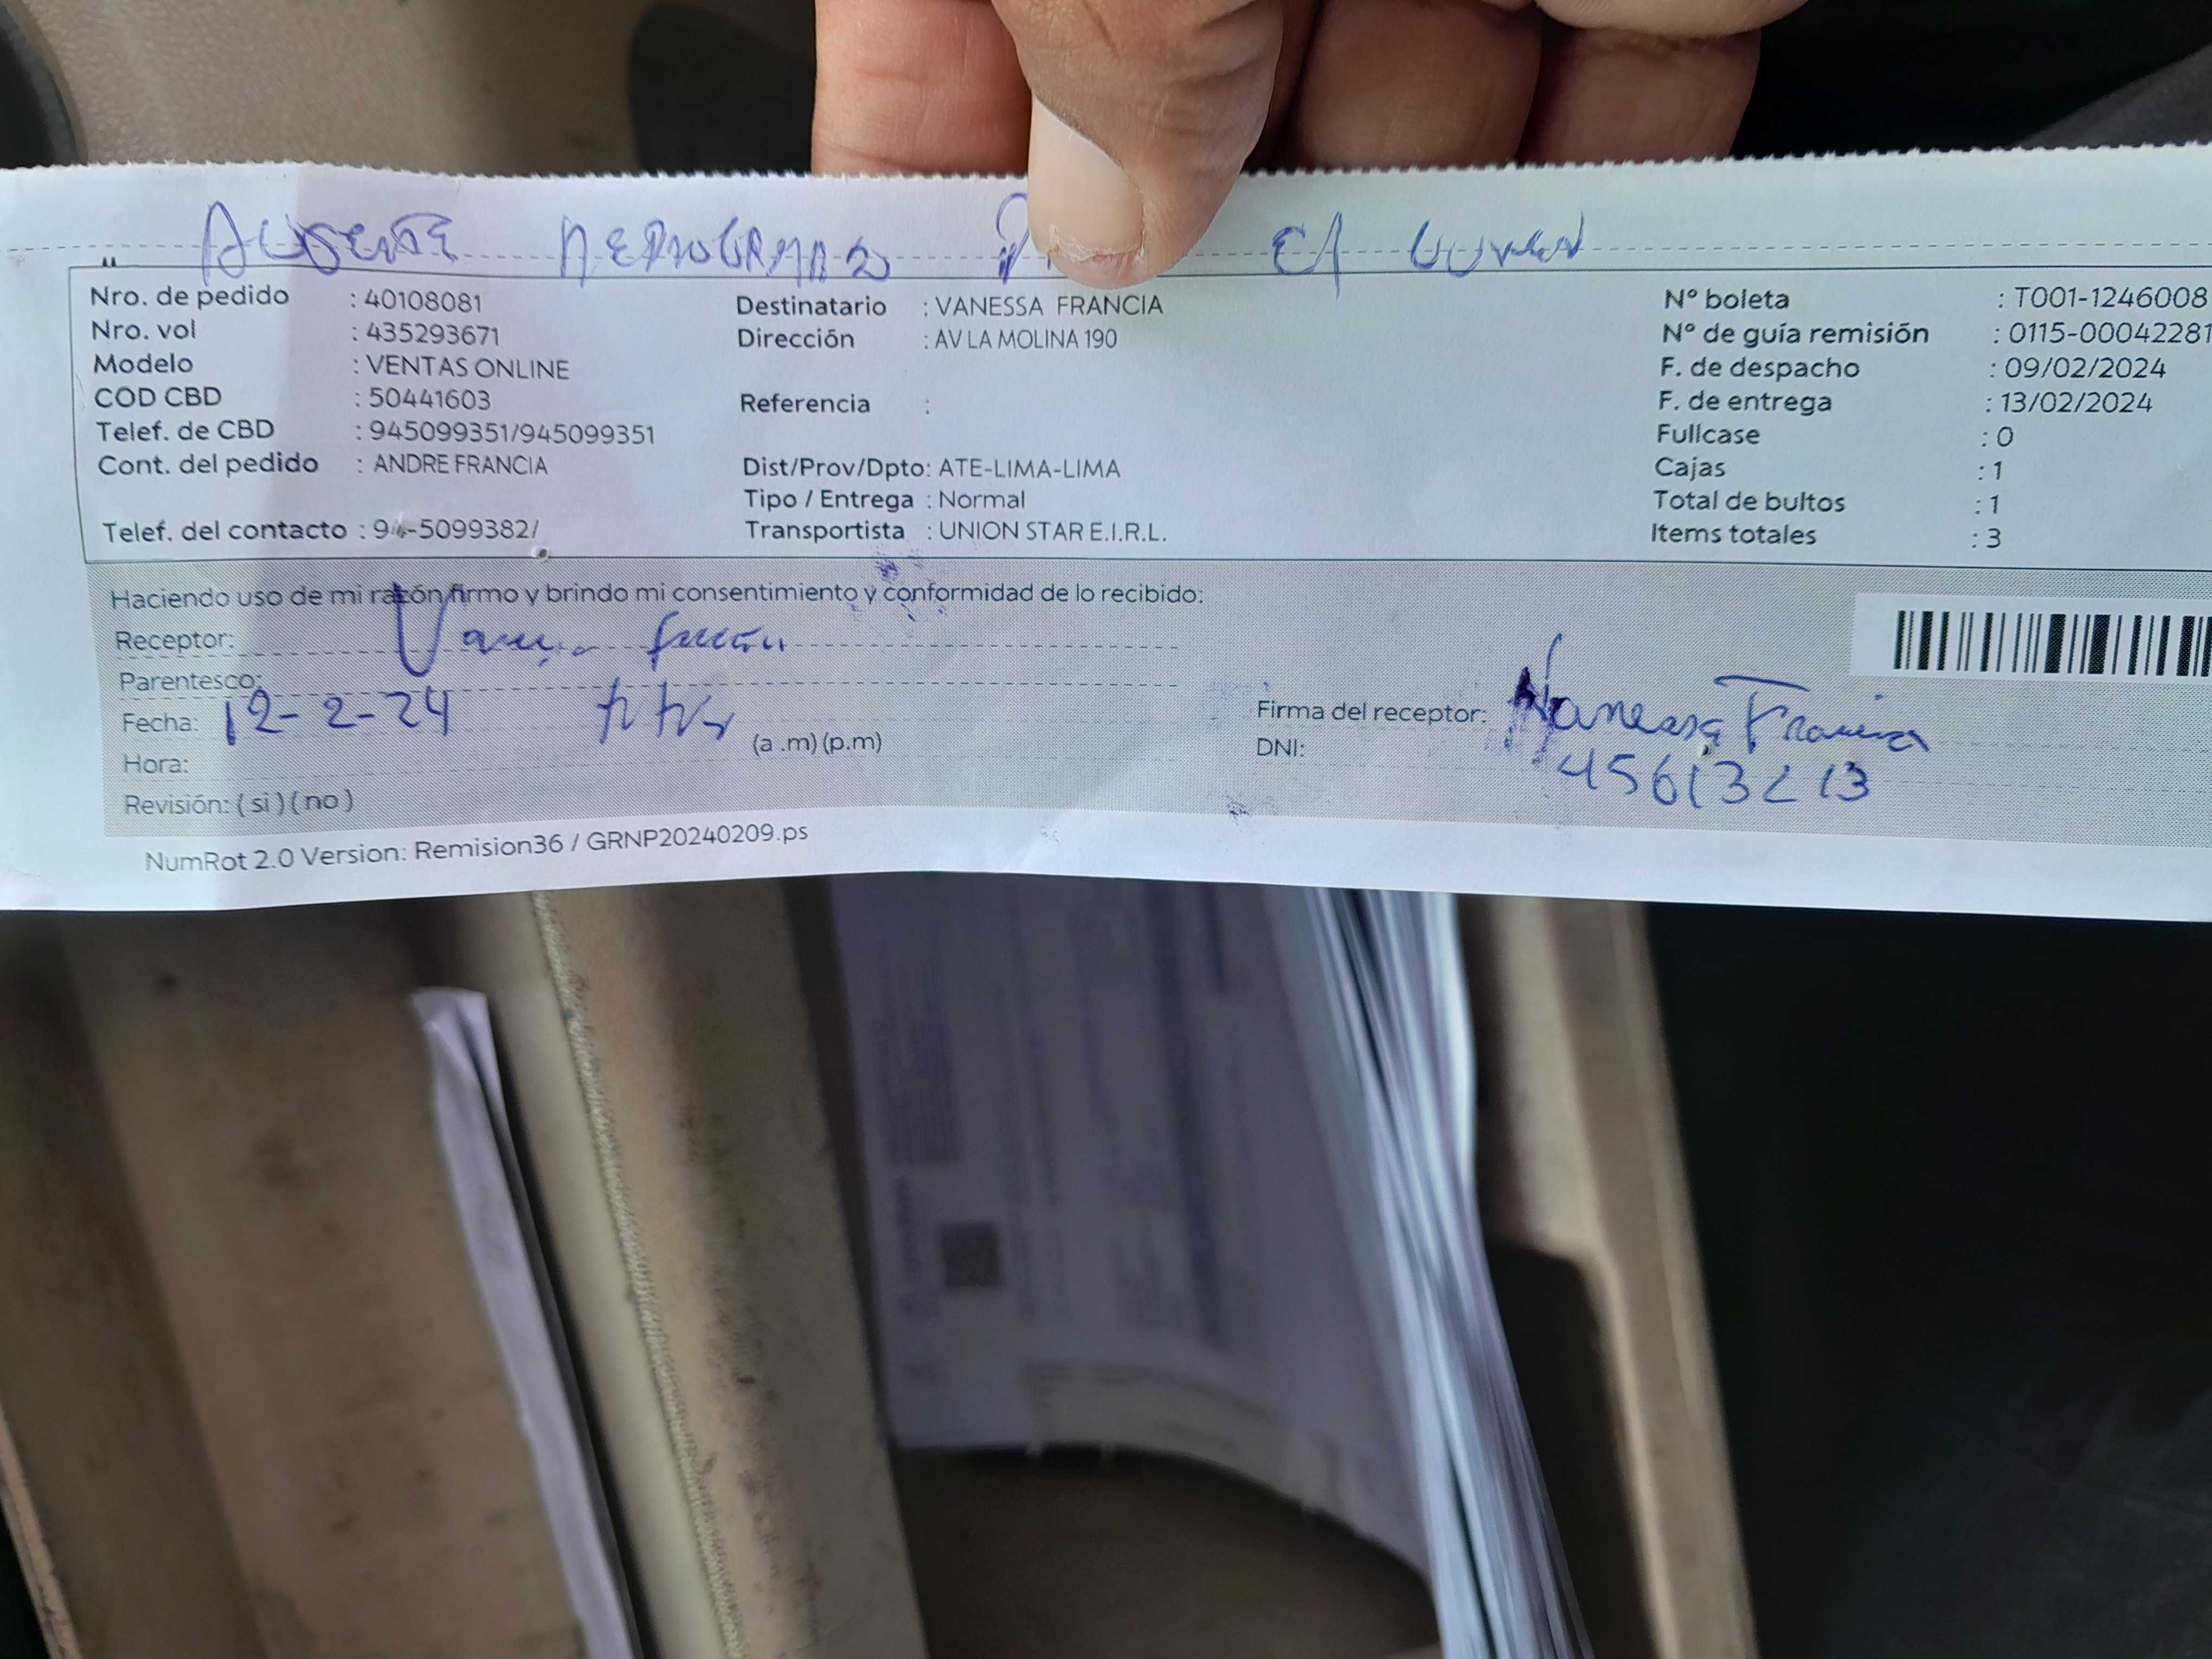 AUSENTE REPROGRAMADO P EL LUNES
Nro. de pedido : 40108081
Nro. vol : 435293671
Modelo : VENTAS ONLINE
COD CBD : 50441603
Telef. de CBD : 945099351/945099351
Cont. del pedido : ANDRE FRANCIA
Telef. del contacto : 94-5099382/
Destinatario : VANESSA FRANCIA
Dirección : AV LA MOLINA 190
Referencia :
Dist/Prov/Dpto: ATE-LIMA-LIMA
Tipo / Entrega : Normal
Transportista : UNION STAR E.I.R.L.
Nº boleta : T001-1246008
Nº de guía remisión : 0115-00042281
F. de despacho : 09/02/2024
F. de entrega : 13/02/2024
Fullcase : 0
Cajas : 1
Total de bultos : 1
Items totales : 3
Haciendo uso de mi razón firmo y brindo mi consentimiento y conformidad de lo recibido:
Receptor:
Parentesco:
Fecha: 12-2-24
Hora: (a .m) (p.m)
Revisión: ( si ) ( no )
Firma del receptor: Vanessa Francia
DNI: 45613213
NumRot 2.0 Version: Remision36 / GRNP20240209.ps